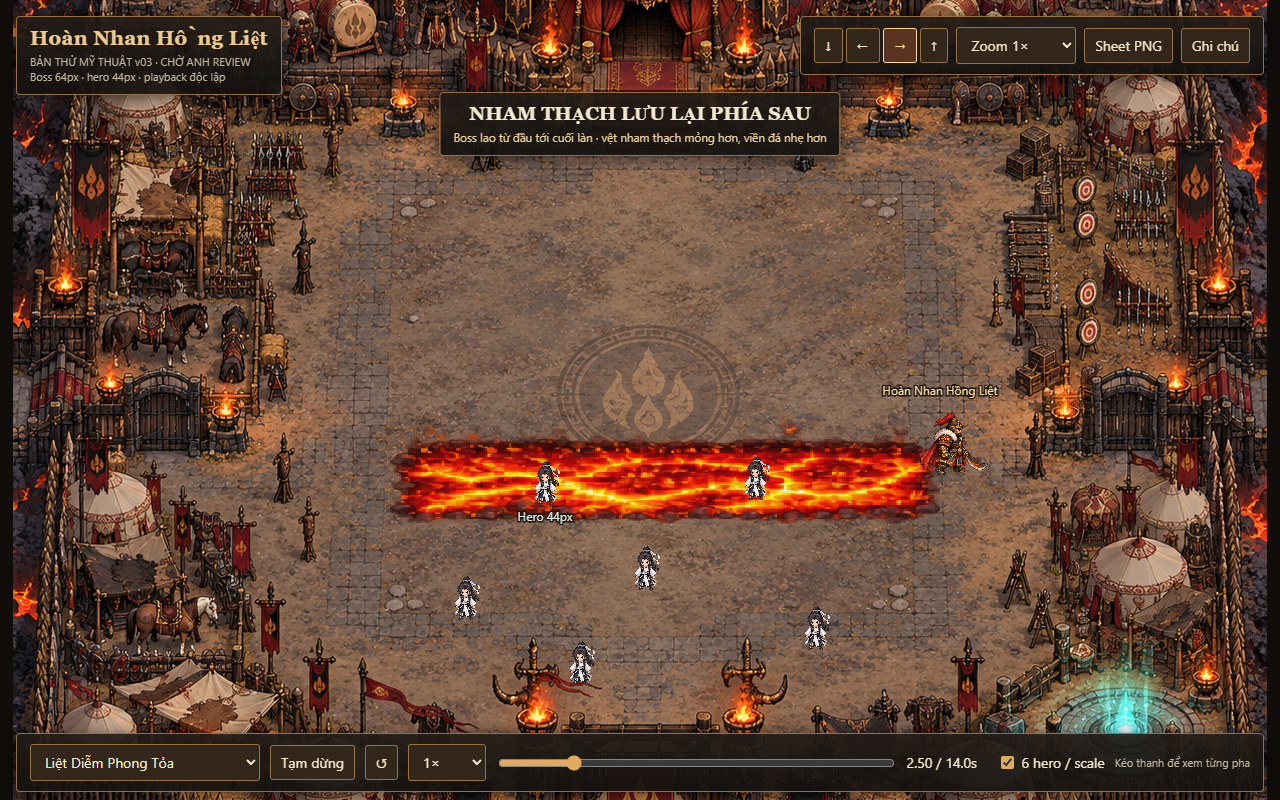 Hoàn Nhan Hồng Liệt
BẢN THỬ MỸ THUẬT v03 · CHỜ ANH REVIEW
Boss 64px · hero 44px · playback độc lập
↓ ← → ↑ Zoom 1× Sheet PNG Ghi chú
NHAM THẠCH LƯU LẠI PHÍA SAU
Boss lao từ đầu tới cuối làn · vệt nham thạch mỏng hơn, viền đá nhẹ hơn
Hoàn Nhan Hồng Liệt
Hero 44px
Liệt Diễm Phong Tỏa Tạm dừng ↺ 1× 2.50 / 14.0s 6 hero / scale Kéo thanh để xem từng pha